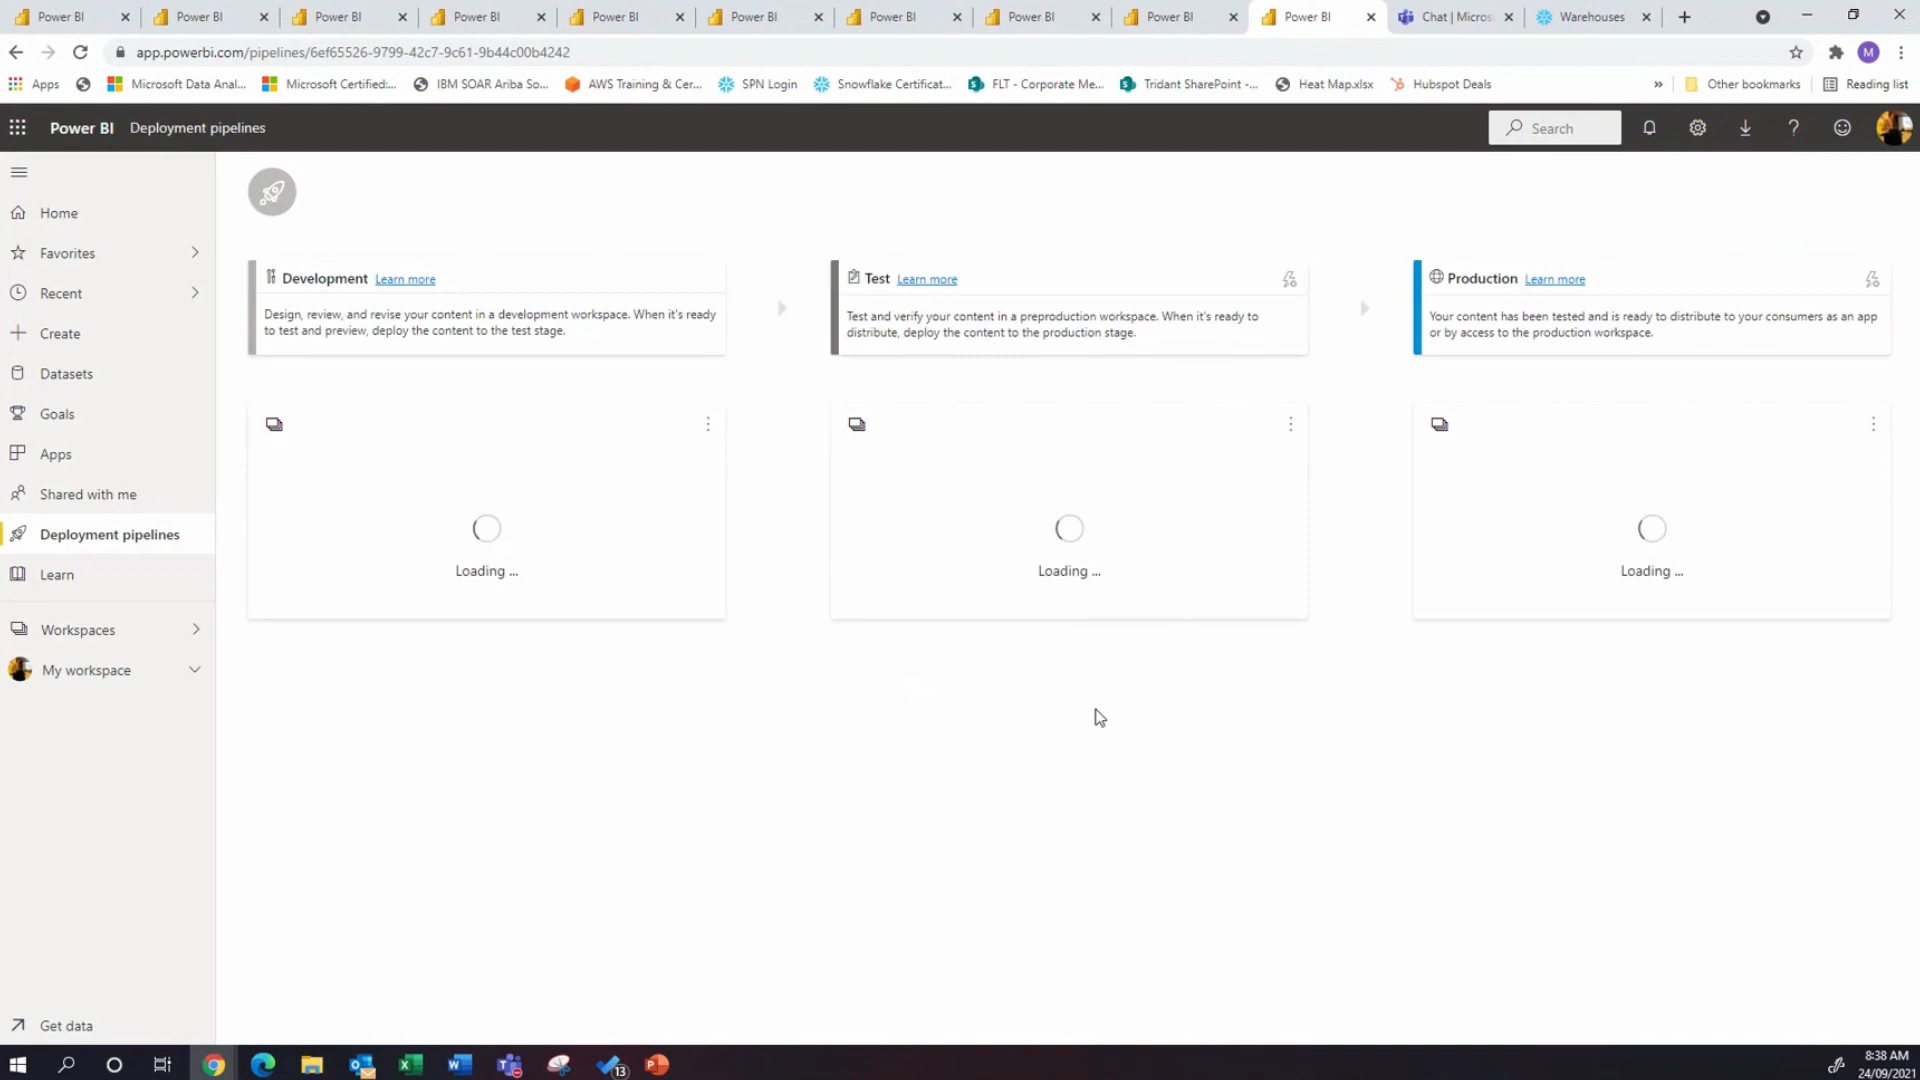 Power BI
Power BI
Power BI
Power BI
Power BI
Power BI
Power BI
Power BI
Power BI
Power BI
Chat | Micros
Warehouses
app.powerbi.com/pipelines/6ef65526-9799-42c7-9c61-9b44c00b4242
M
Apps
Microsoft Data Anal...
Microsoft Certified:...
IBM SOAR Ariba So...
AWS Training & Cer...
SPN Login
Snowflake Certificat...
FLT - Corporate Me...
Tridant SharePoint -...
Heat Map.xlsx
Hubspot Deals
»
Other bookmarks
Reading list
Power BI
Deployment pipelines
Search
Home
Favorites
Recent
Create
Datasets
Goals
Apps
Shared with me
Deployment pipelines
Learn
Workspaces
My workspace
Get data
Development Learn more
Design, review, and revise your content in a development workspace. When it's ready
to test and preview, deploy the content to the test stage.
Loading ...
Test Learn more
Test and verify your content in a preproduction workspace. When it's ready to
distribute, deploy the content to the production stage.
Loading ...
Production Learn more
Your content has been tested and is ready to distribute to your consumers as an app
or by access to the production workspace.
Loading ...
13
8:38 AM
24/09/2021